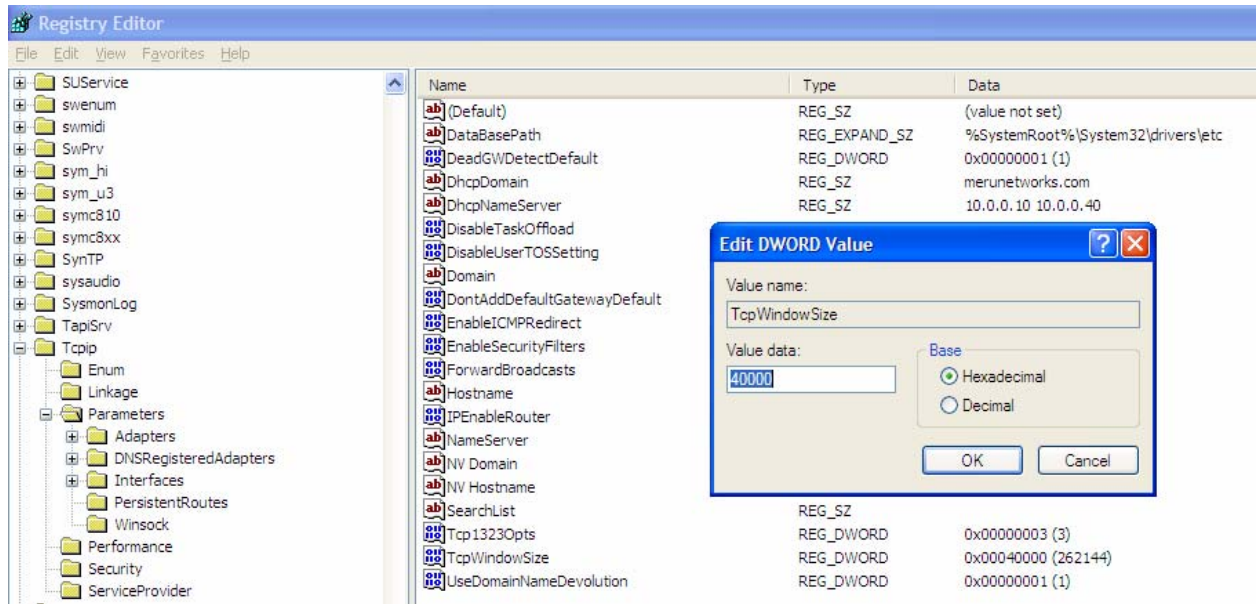 Registry Editor
File Edit View Favorites Help
SUService
swenum
swmidi
SwPrv
sym_hi
sym_u3
symc810
symc8xx
SynTP
sysaudio
SysmonLog
TapiSrv
Tcpip
Enum
Linkage
Parameters
Adapters
DNSRegisteredAdapters
Interfaces
PersistentRoutes
Winsock
Performance
Security
ServiceProvider
Name Type Data
(Default) REG_SZ (value not set)
DataBasePath REG_EXPAND_SZ %SystemRoot%\System32\drivers\etc
DeadGWDetectDefault REG_DWORD 0x00000001 (1)
DhcpDomain REG_SZ merunetworks.com
DhcpNameServer REG_SZ 10.0.0.10 10.0.0.40
DisableTaskOffload
DisableUserTOSSetting
Domain
DontAddDefaultGatewayDefault
EnableICMPRedirect
EnableSecurityFilters
ForwardBroadcasts
Hostname
IPEnableRouter
NameServer
NV Domain
NV Hostname
SearchList REG_SZ
Tcp1323Opts REG_DWORD 0x00000003 (3)
TcpWindowSize REG_DWORD 0x00040000 (262144)
UseDomainNameDevolution REG_DWORD 0x00000001 (1)
Edit DWORD Value
Value name:
TcpWindowSize
Value data:
40000
Base
Hexadecimal
Decimal
OK Cancel